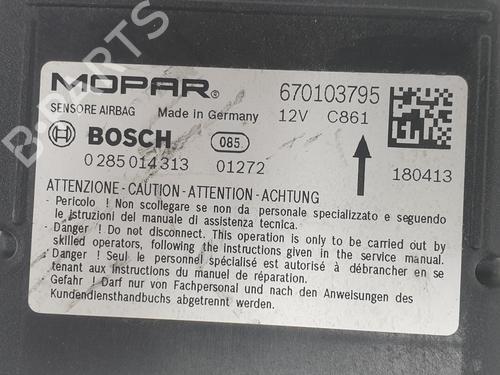 MOPAR® 670103795
SENSORE AIRBAG Made in Germany 12V C861
BOSCH 085
0 285 014 313 01272 180413
ATTENZIONE - CAUTION - ATTENTION - ACHTUNG
- Pericolo ! Non scollegare se non da personale specializzato e seguendo
le istruzioni del manuale di assistenza tecnica.
- Danger ! Do not disconnect. This operation is only to be carried out by
skilled operators, following the instructions given in the service manual.
- Danger ! Seul le personnel spécialisé est autorisé à débrancher en se
tenant aux instructions du manuel de réparation.
- Gefahr ! Darf nur von Fachpersonal und nach den Anweisungen des
Kundendiensthandbuchs abgetrennt werden.